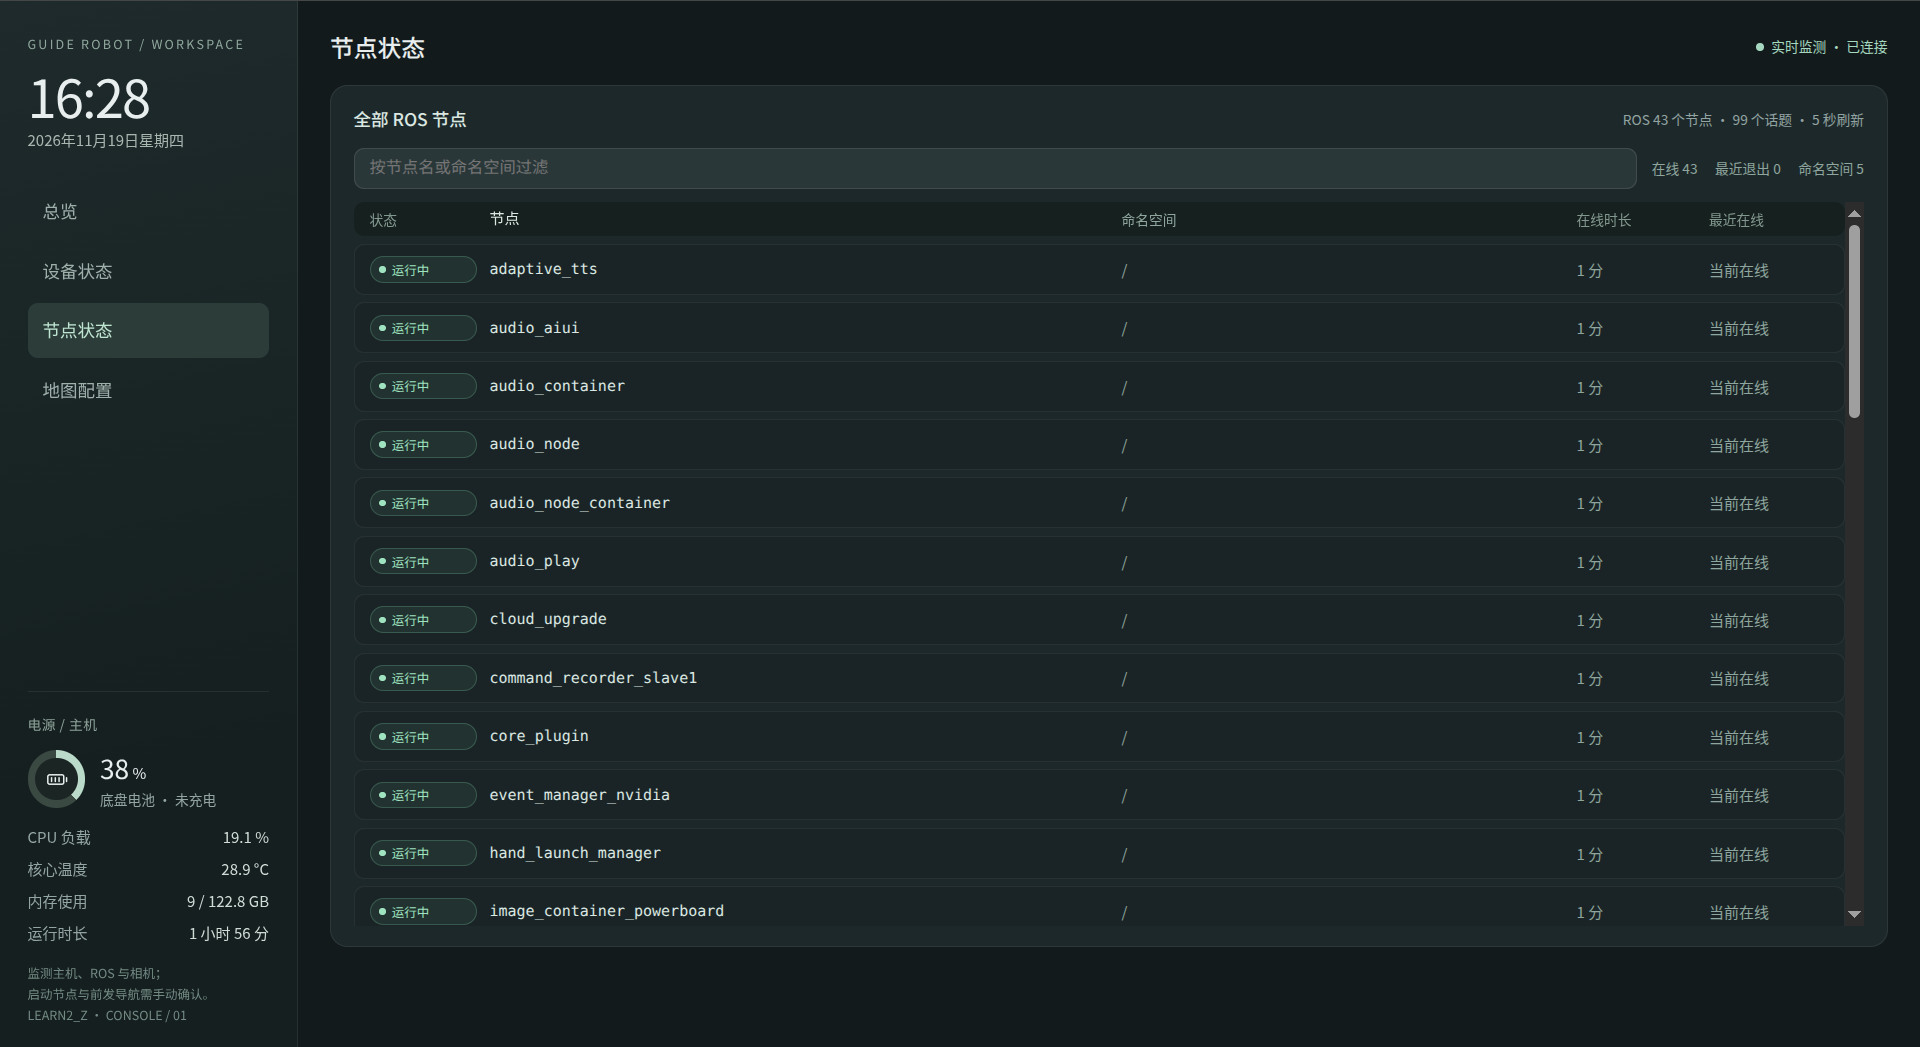 GUIDE ROBOT / WORKSPACE
16:28
2026年11月19日星期四
总览
设备状态
节点状态
地图配置
电源 / 主机
38 %
底盘电池 · 未充电
CPU 负载 19.1 %
核心温度 28.9 °C
内存使用 9 / 122.8 GB
运行时长 1 小时 56 分
监测主机、ROS 与相机；
启动节点与前发导航需手动确认。
LEARN2_Z · CONSOLE / 01
节点状态
实时监测 · 已连接
全部 ROS 节点
ROS 43 个节点 · 99 个话题 · 5 秒刷新
按节点名或命名空间过滤
在线 43 最近退出 0 命名空间 5
状态 节点 命名空间 在线时长 最近在线
运行中 adaptive_tts / 1 分 当前在线
运行中 audio_aiui / 1 分 当前在线
运行中 audio_container / 1 分 当前在线
运行中 audio_node / 1 分 当前在线
运行中 audio_node_container / 1 分 当前在线
运行中 audio_play / 1 分 当前在线
运行中 cloud_upgrade / 1 分 当前在线
运行中 command_recorder_slave1 / 1 分 当前在线
运行中 core_plugin / 1 分 当前在线
运行中 event_manager_nvidia / 1 分 当前在线
运行中 hand_launch_manager / 1 分 当前在线
运行中 image_container_powerboard / 1 分 当前在线